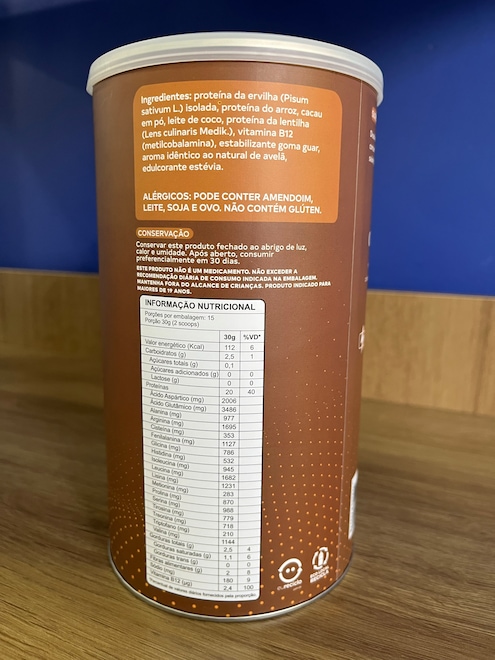 Ingredientes: proteína da ervilha (Pisum
sativum L.) isolada, proteína do arroz, cacau
em pó, leite de coco, proteína da lentilha
(Lens culinaris Medik.), vitamina B12
(metilcobalamina), estabilizante goma guar,
aroma idêntico ao natural de avelã,
edulcorante estévia.
ALÉRGICOS: PODE CONTER AMENDOIM,
LEITE, SOJA E OVO. NÃO CONTÉM GLÚTEN.
CONSERVAÇÃO
Conservar este produto fechado ao abrigo de luz,
calor e umidade. Após aberto, consumir
preferencialmente em 30 dias.
ESTE PRODUTO NÃO É UM MEDICAMENTO. NÃO EXCEDER A
RECOMENDAÇÃO DIÁRIA DE CONSUMO INDICADA NA EMBALAGEM.
MANTENHA FORA DO ALCANCE DE CRIANÇAS. PRODUTO INDICADO PARA
MAIORES DE 19 ANOS.
INFORMAÇÃO NUTRICIONAL
Porções por embalagem: 15
Porção 30g (2 scoops)
30g %VD*
Valor energético (Kcal) 112 6
Carboidratos (g) 2,5 1
Açúcares totais (g) 0,1
Açúcares adicionados (g) 0 0
Lactose (g) 0 0
Proteínas 20 40
Ácido Aspártico (mg) 2006
Ácido Glutâmico (mg) 3486
Alanina (mg) 977
Arginina (mg) 1695
Cisteína (mg) 353
Fenilalanina (mg) 1127
Glicina (mg) 786
Histidina (mg) 532
Isoleucina (mg) 945
Leucina (mg) 1682
Lisina (mg) 1231
Metionina (mg) 283
Prolina (mg) 870
Serina (mg) 988
Tirosina (mg) 779
Treonina (mg) 718
Triptofano (mg) 210
Valina (mg) 1144
Gorduras totais (g) 2,5 4
Gorduras saturadas (g) 1,1 6
Gorduras trans (g) 0 0
Fibras alimentares (g) 2 8
Sódio (mg) 180 9
Vitamina B12 (µg) 2,4 100
de valores diários fornecidos pela porção.
eureciclo